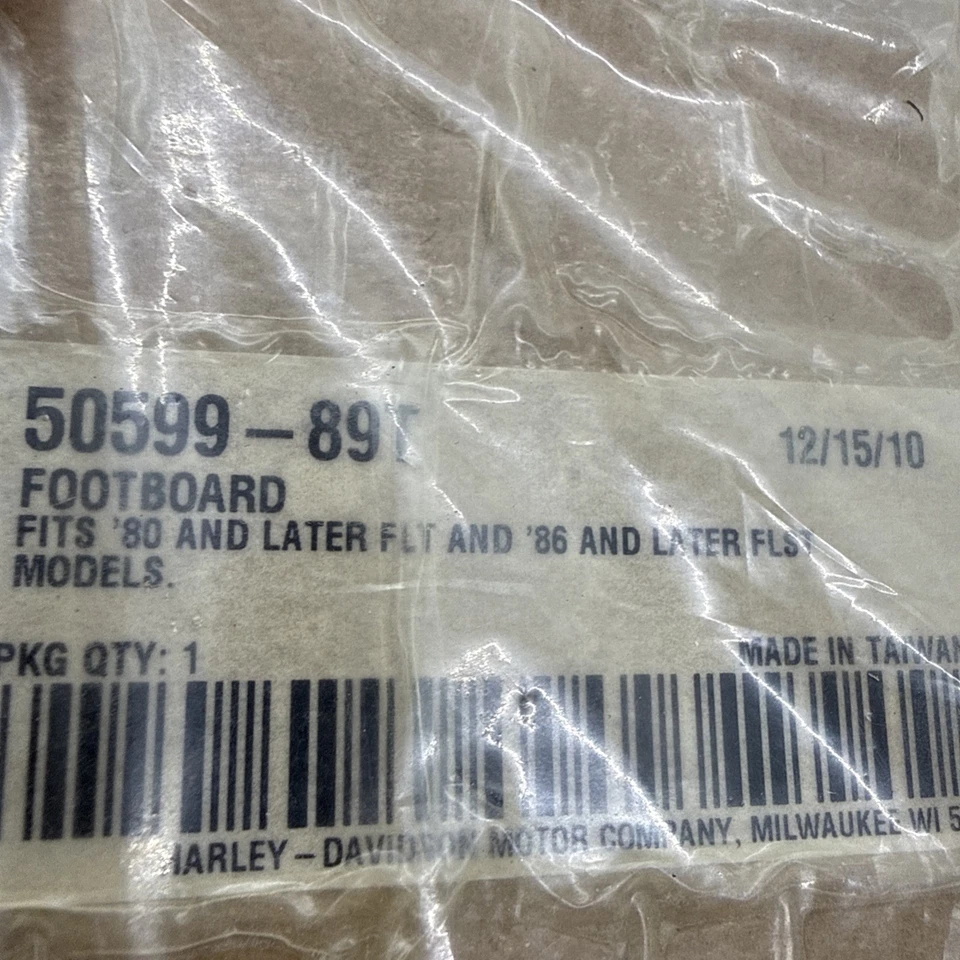 50599-89T
12/15/10
FOOTBOARD
FITS '80 AND LATER FLT AND '86 AND LATER FLST
MODELS.
PKG QTY: 1
MADE IN TAIWAN
HARLEY-DAVIDSON MOTOR COMPANY, MILWAUKEE WI 5